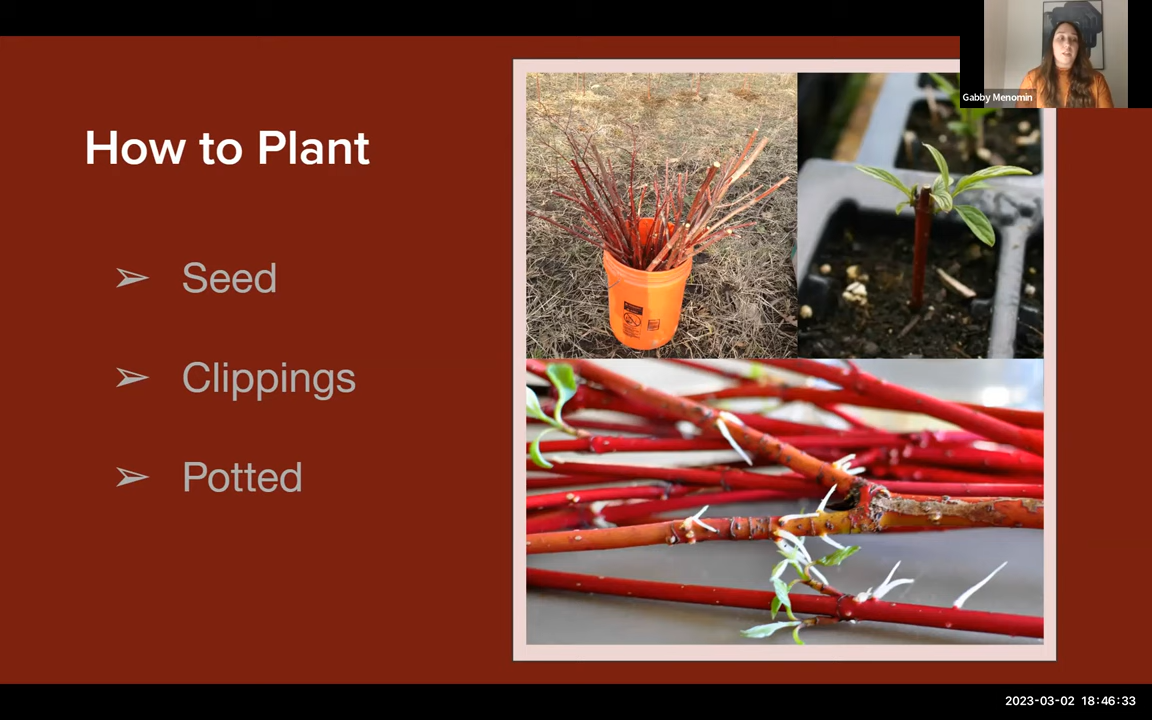 Gabby Menomin
How to Plant
➢ Seed
➢ Clippings
➢ Potted
2023-03-02 18:46:33